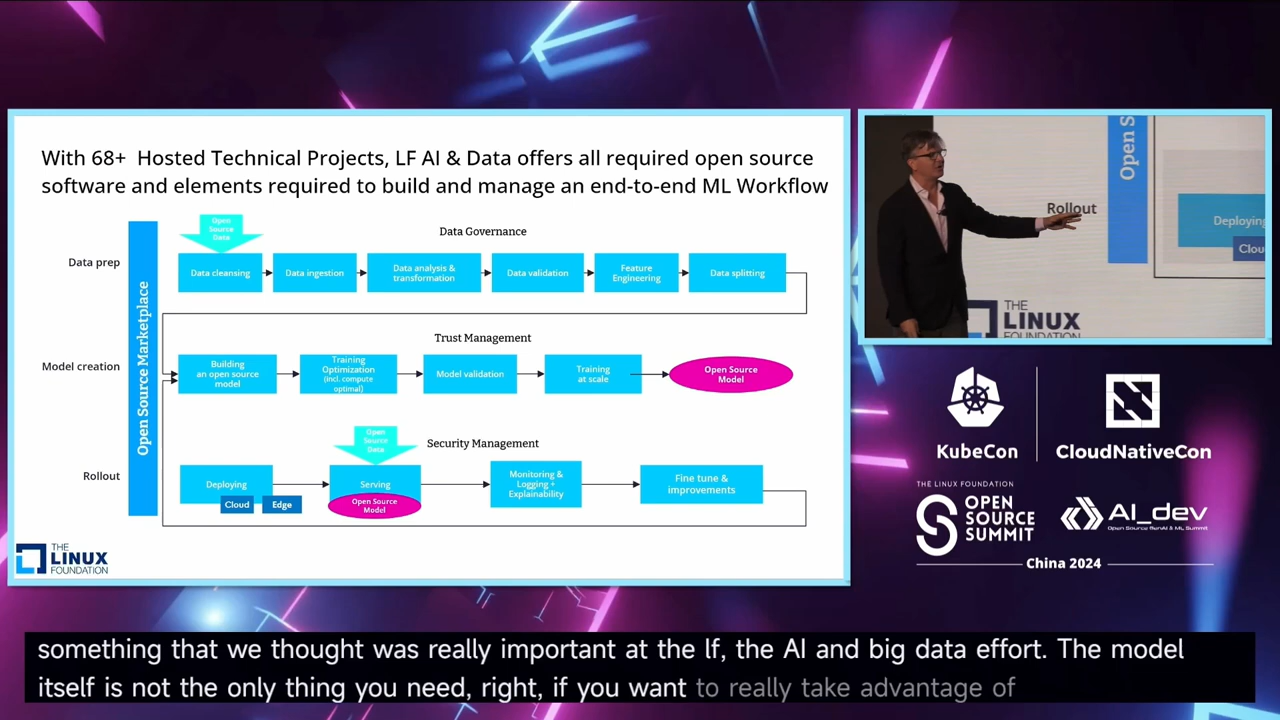 With 68+ Hosted Technical Projects, LF AI & Data offers all required open source
software and elements required to build and manage an end-to-end ML Workflow
Open
Source
Data
Data Governance
Data prep
Data cleansing
Data ingestion
Data analysis &
transformation
Data validation
Feature
Engineering
Data splitting
Open Source Marketplace
Trust Management
Model creation
Building
an open source
model
Training
Optimization
(incl. compute
optimal)
Model validation
Training
at scale
Open Source
Model
Open
Source
Data
Security Management
Rollout
Deploying
Cloud
Edge
Serving
Open Source
Model
Monitoring &
Logging +
Explainability
Fine tune &
improvements
THE
LINUX
FOUNDATION
Open S
Rollout
Deploying
Clou
THE
LINUX
FOUNDATION
KubeCon
CloudNativeCon
THE LINUX FOUNDATION
OPEN
SOURCE
SUMMIT
AI_dev
Open Source GenAI & ML Summit
China 2024
something that we thought was really important at the lf, the AI and big data effort. The model
itself is not the only thing you need, right, if you want to really take advantage of